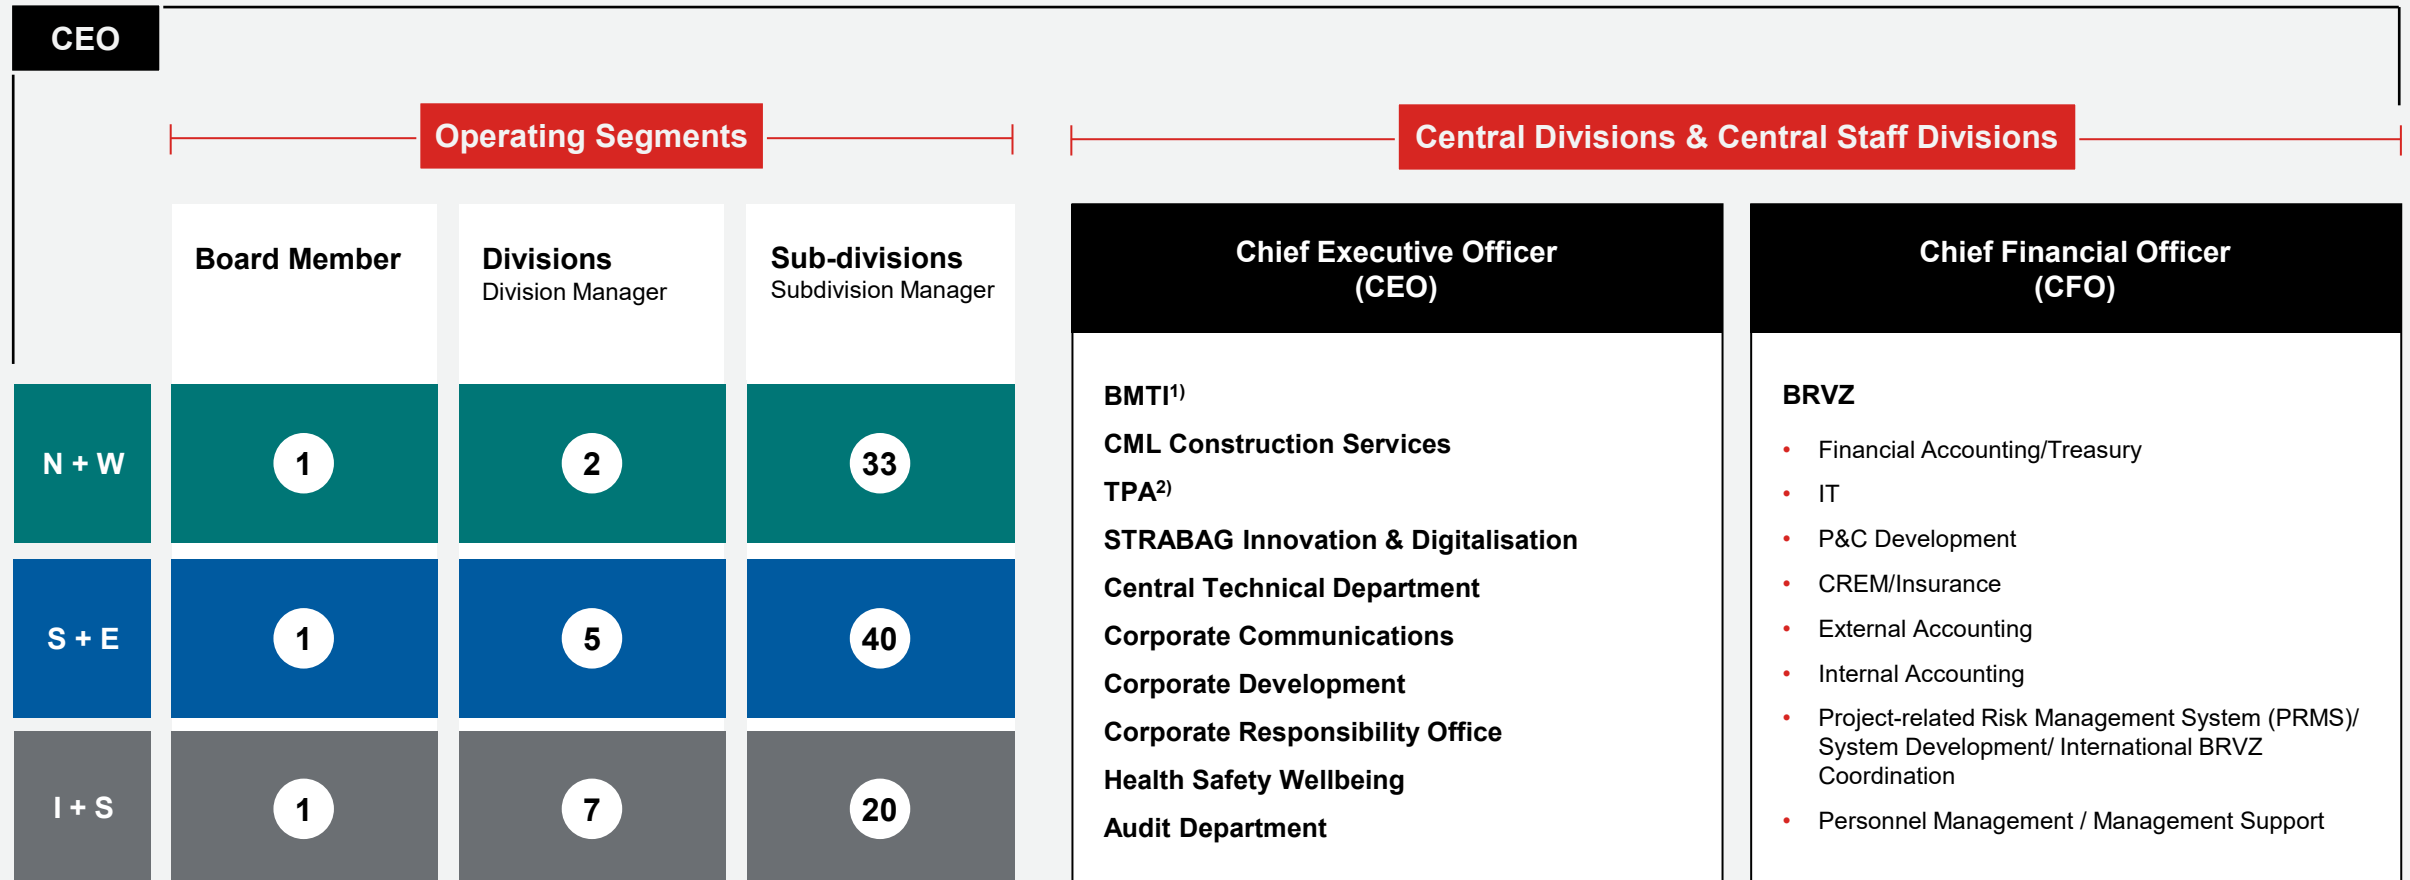 CEO
Operating Segments
Central Divisions & Central Staff Divisions
Board Member
Divisions
Division Manager
Sub-divisions
Subdivision Manager
N + W
1
2
33
S + E
1
5
40
I + S
1
7
20
Chief Executive Officer
(CEO)
BMTI1)
CML Construction Services
TPA2)
STRABAG Innovation & Digitalisation
Central Technical Department
Corporate Communications
Corporate Development
Corporate Responsibility Office
Health Safety Wellbeing
Audit Department
Chief Financial Officer
(CFO)
BRVZ
• Financial Accounting/Treasury
• IT
• P&C Development
• CREM/Insurance
• External Accounting
• Internal Accounting
• Project-related Risk Management System (PRMS)/
System Development/ International BRVZ
Coordination
• Personnel Management / Management Support